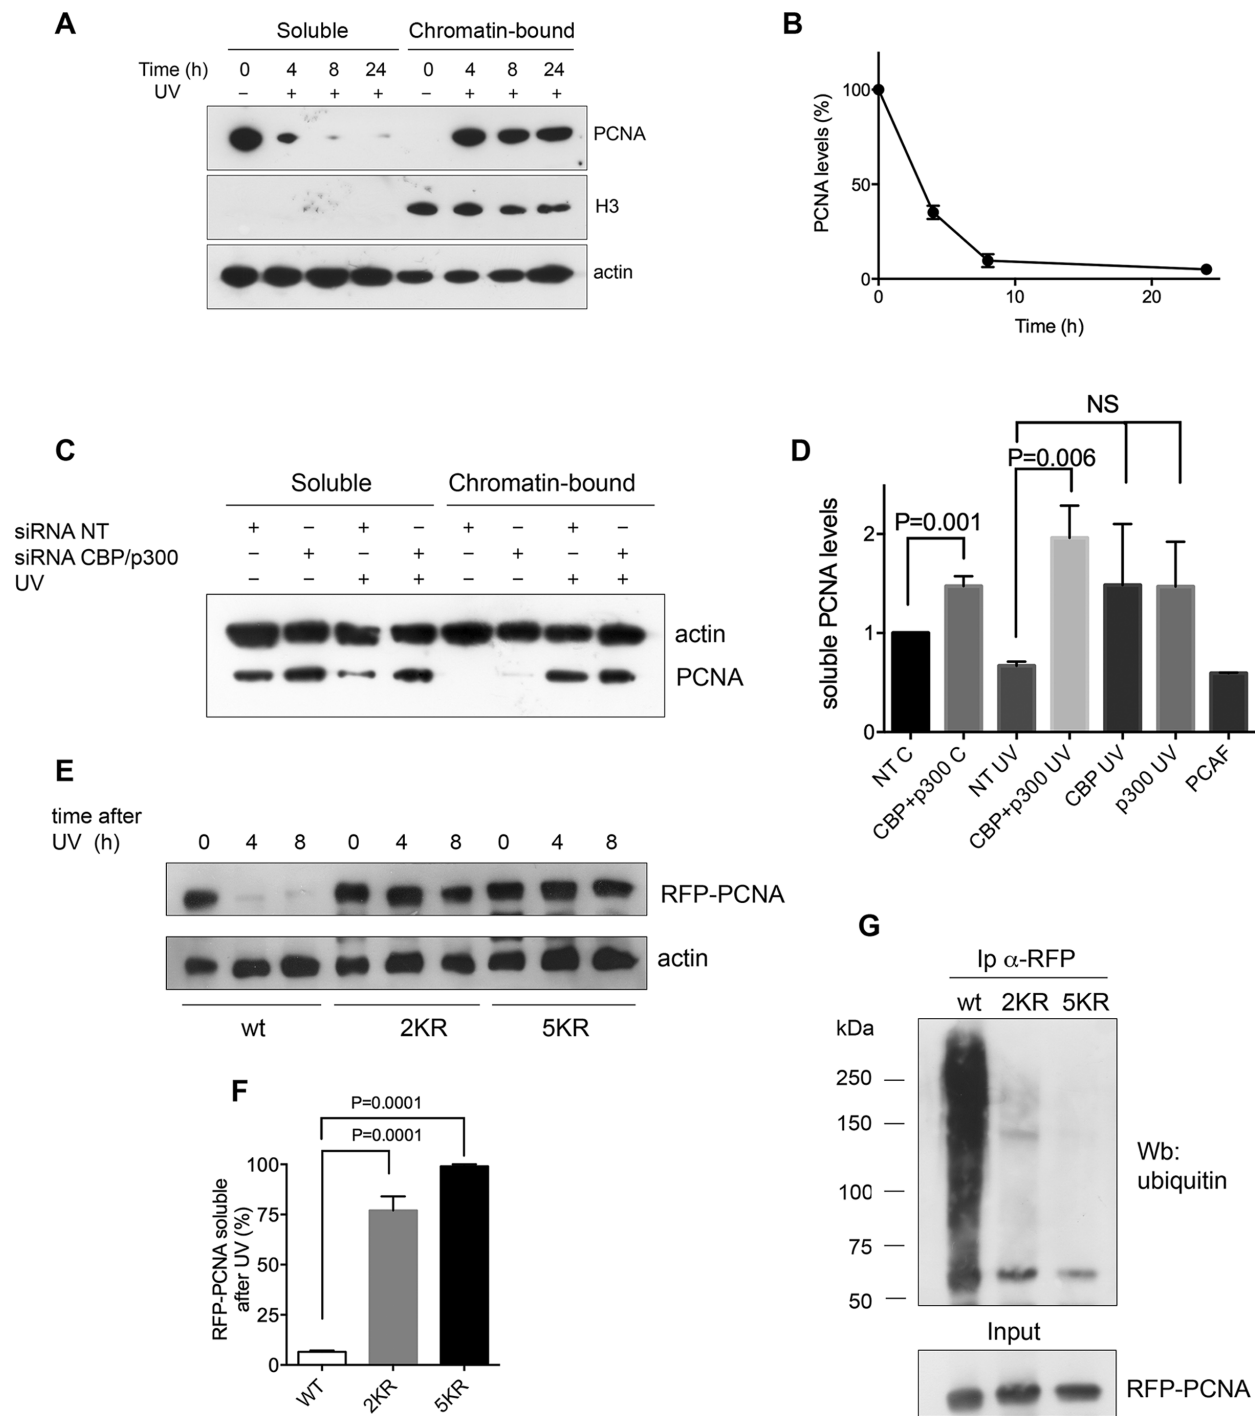 A
Soluble Chromatin-bound
Time (h) 0 4 8 24 0 4 8 24
UV – + + + – + + +
PCNA
H3
actin
B
PCNA levels (%)
100
50
0
0 10 20
Time (h)
C
Soluble Chromatin-bound
siRNA NT + – + – + – + –
siRNA CBP/p300 – + – + – + – +
UV – – + + – – + +
actin
PCNA
D
NS
P=0.006
P=0.001
soluble PCNA levels
2
1
0
NT C
CBP+p300 C
NT UV
CBP+p300 UV
CBP UV
p300 UV
PCAF
E
time after
UV (h) 0 4 8 0 4 8 0 4 8
RFP-PCNA
actin
wt 2KR 5KR
F
P=0.0001
P=0.0001
RFP-PCNA soluble
after UV (%)
100
75
50
25
0
WT
2KR
5KR
G
Ip α-RFP
wt 2KR 5KR
kDa
250
150
100
75
50
Wb:
ubiquitin
Input
RFP-PCNA